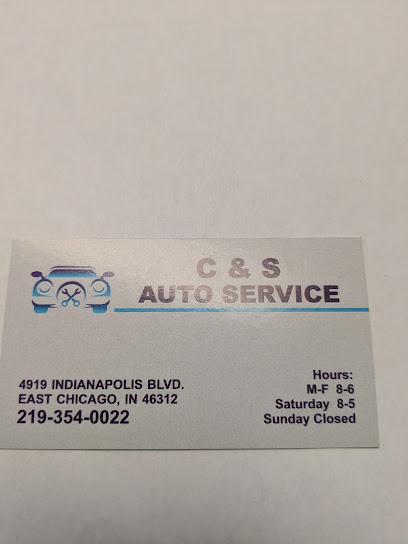 C & S
AUTO SERVICE
4919 INDIANAPOLIS BLVD.
EAST CHICAGO, IN 46312
219-354-0022
Hours:
M-F 8-6
Saturday 8-5
Sunday Closed